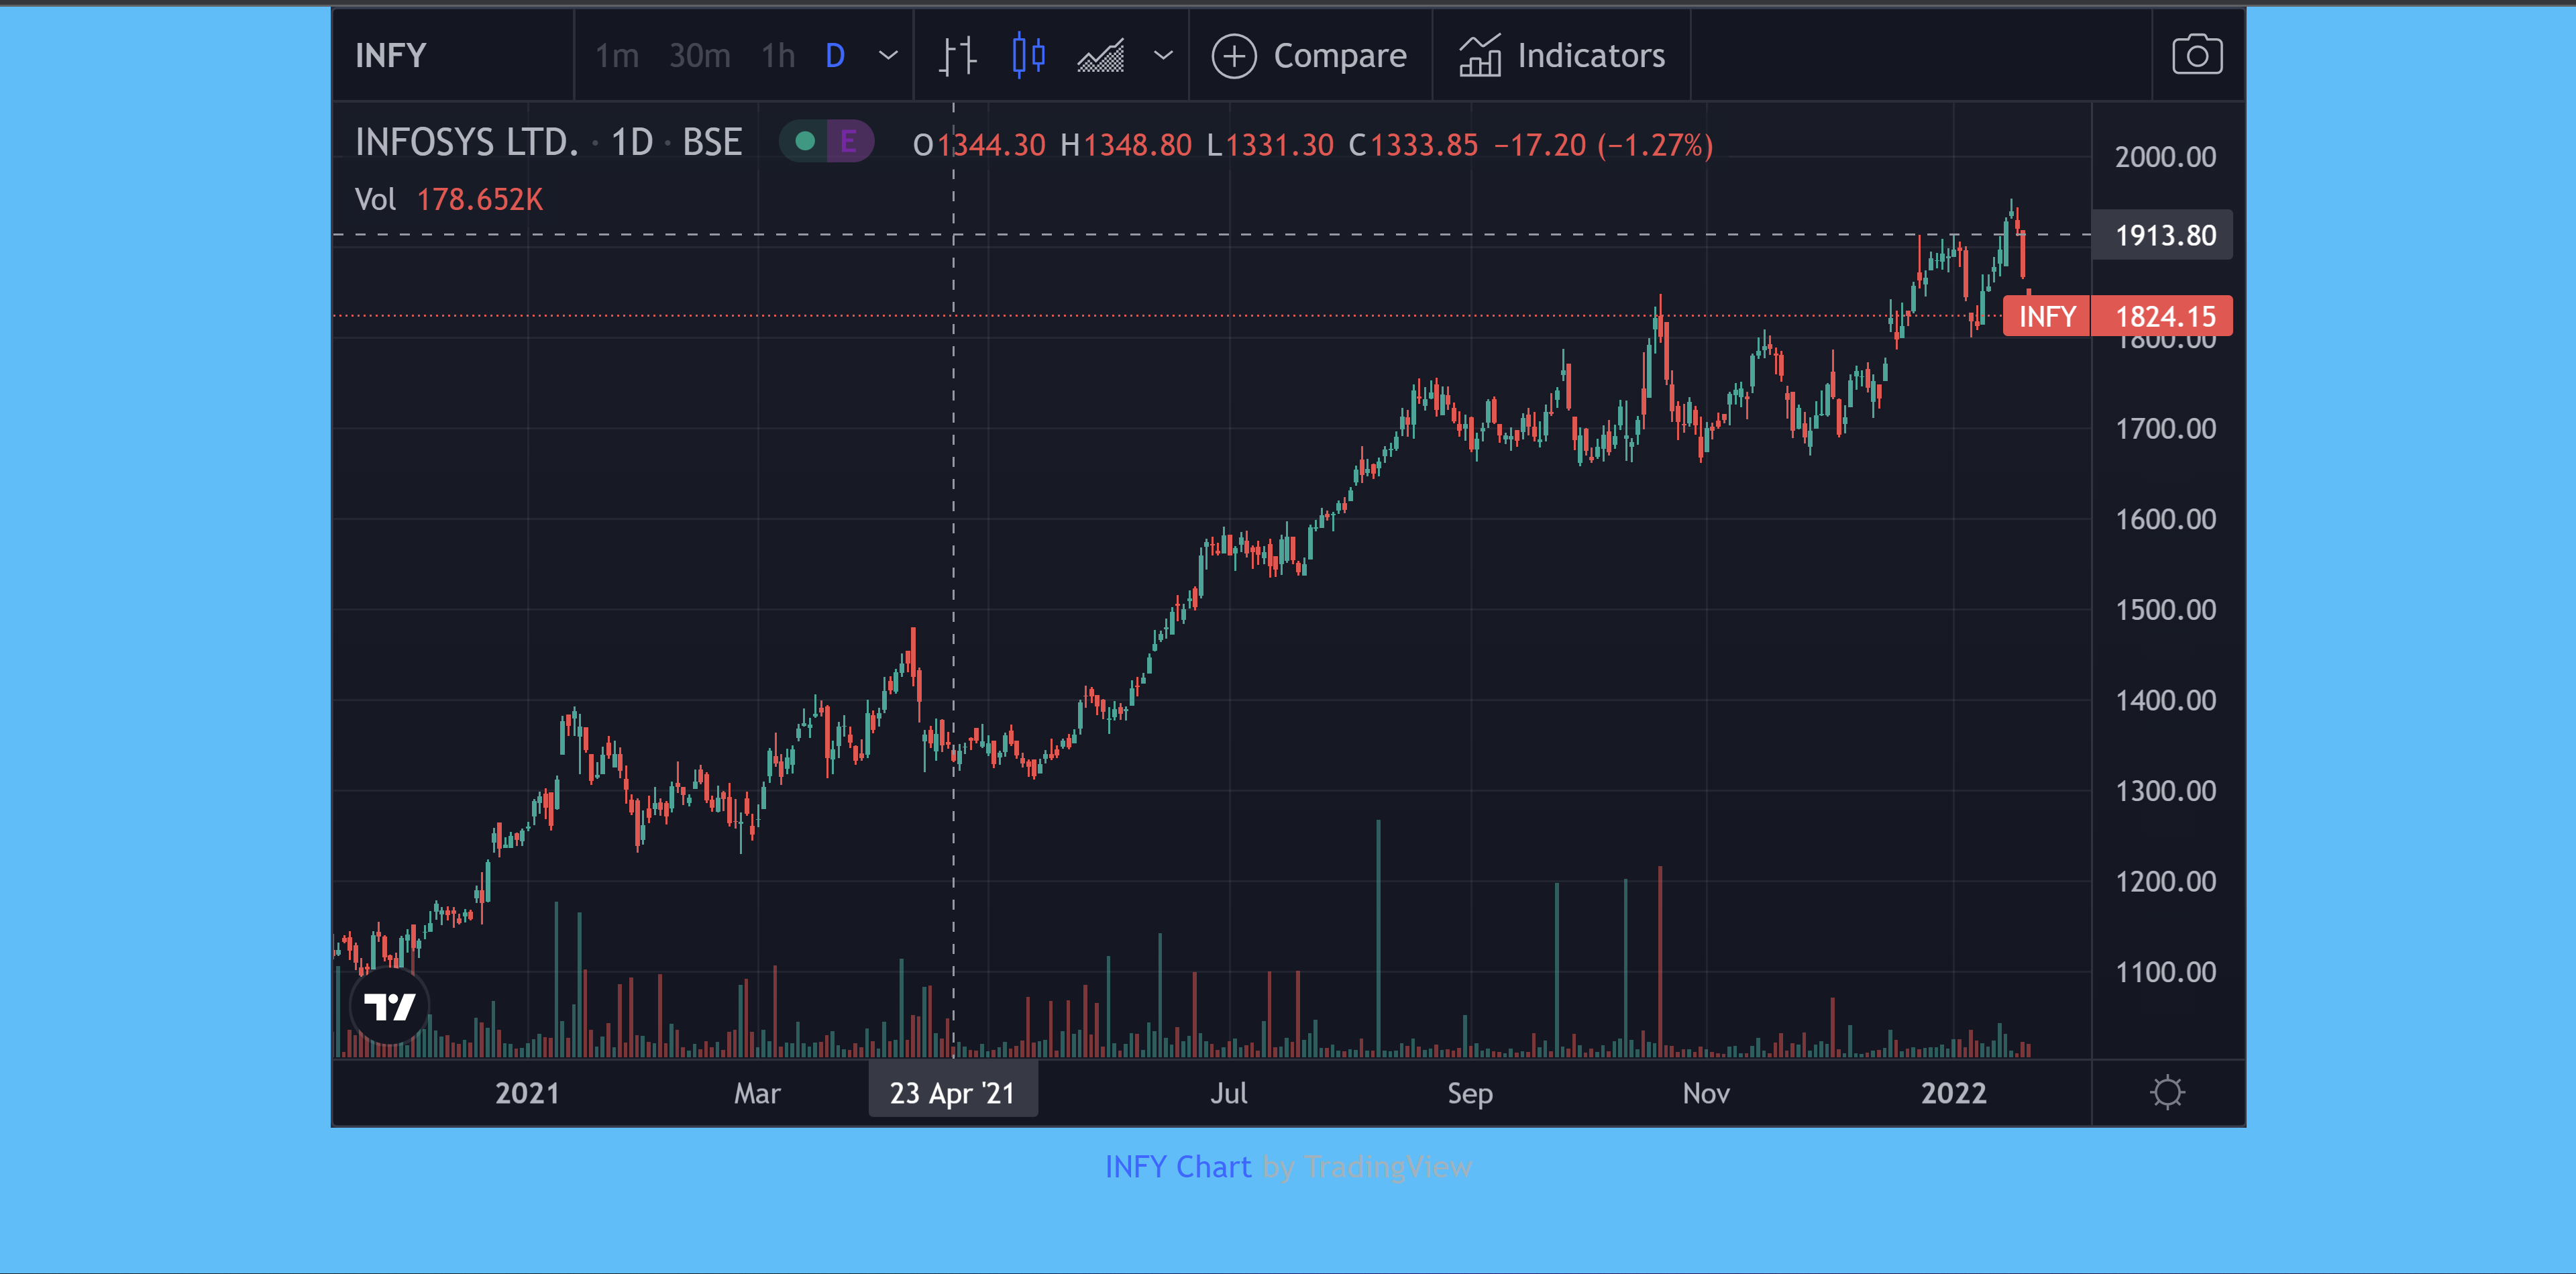 INFY 1m 30m 1h D Compare Indicators
INFOSYS LTD. · 1D · BSE E O1344.30 H1348.80 L1331.30 C1333.85 −17.20 (−1.27%)
Vol 178.652K
2000.00
1913.80
INFY 1824.15
1800.00
1700.00
1600.00
1500.00
1400.00
1300.00
1200.00
1100.00
2021 Mar 23 Apr '21 Jul Sep Nov 2022
INFY Chart by TradingView